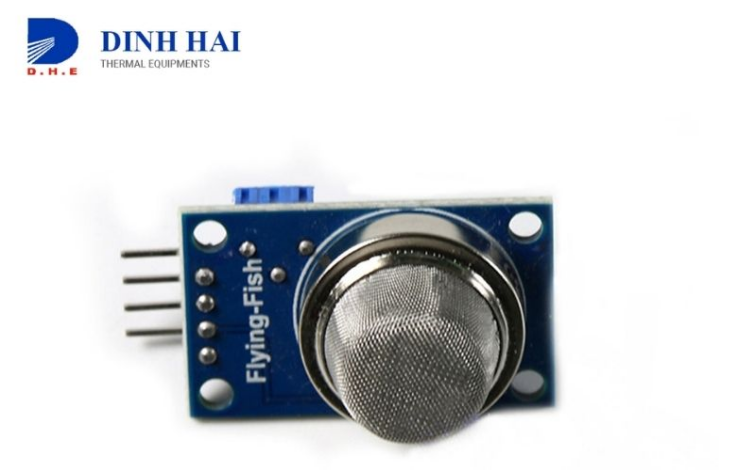 DINH HAI
D.H.E
THERMAL EQUIPMENTS
Flying-Fish